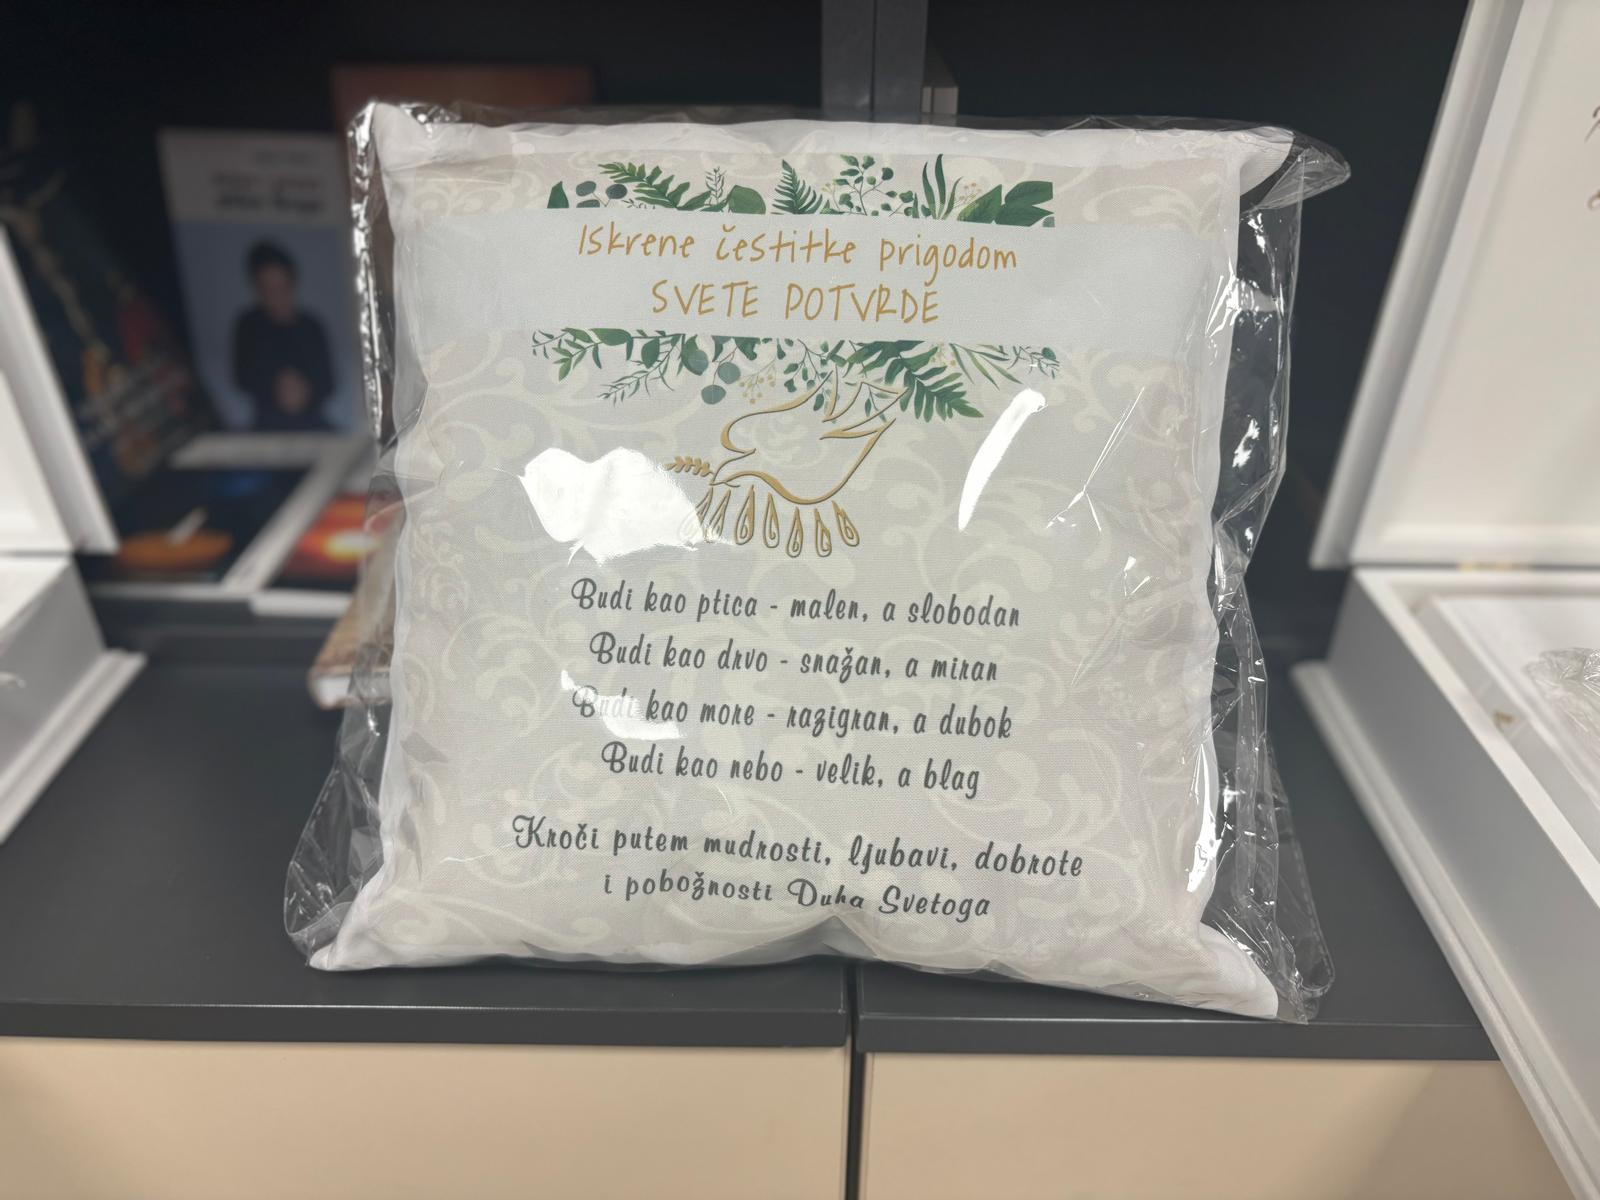 Iskrene čestitke prigodom
SVETE POTVRDE
Budi kao ptica - malen, a slobodan
Budi kao drvo - snažan, a miran
Budi kao more - razigran, a dubok
Budi kao nebo - velik, a blag
Kroči putem mudrosti, ljubavi, dobrote
i pobožnosti Duha Svetoga